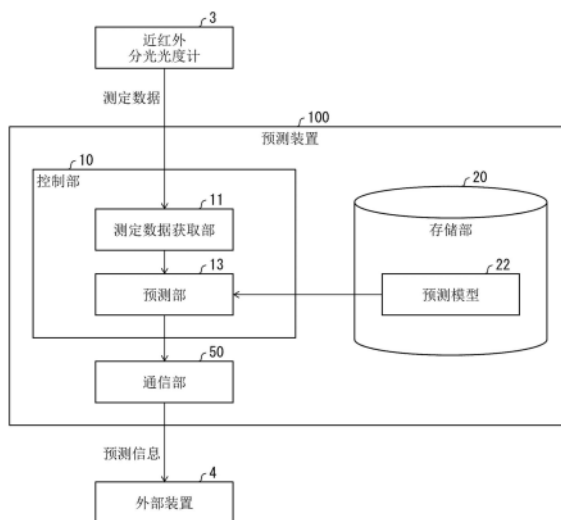 3
近红外
分光光度计
测定数据
100
预测装置
10
控制部
20
存储部
11
测定数据获取部
13
预测部
22
预测模型
50
通信部
预测信息
4
外部装置